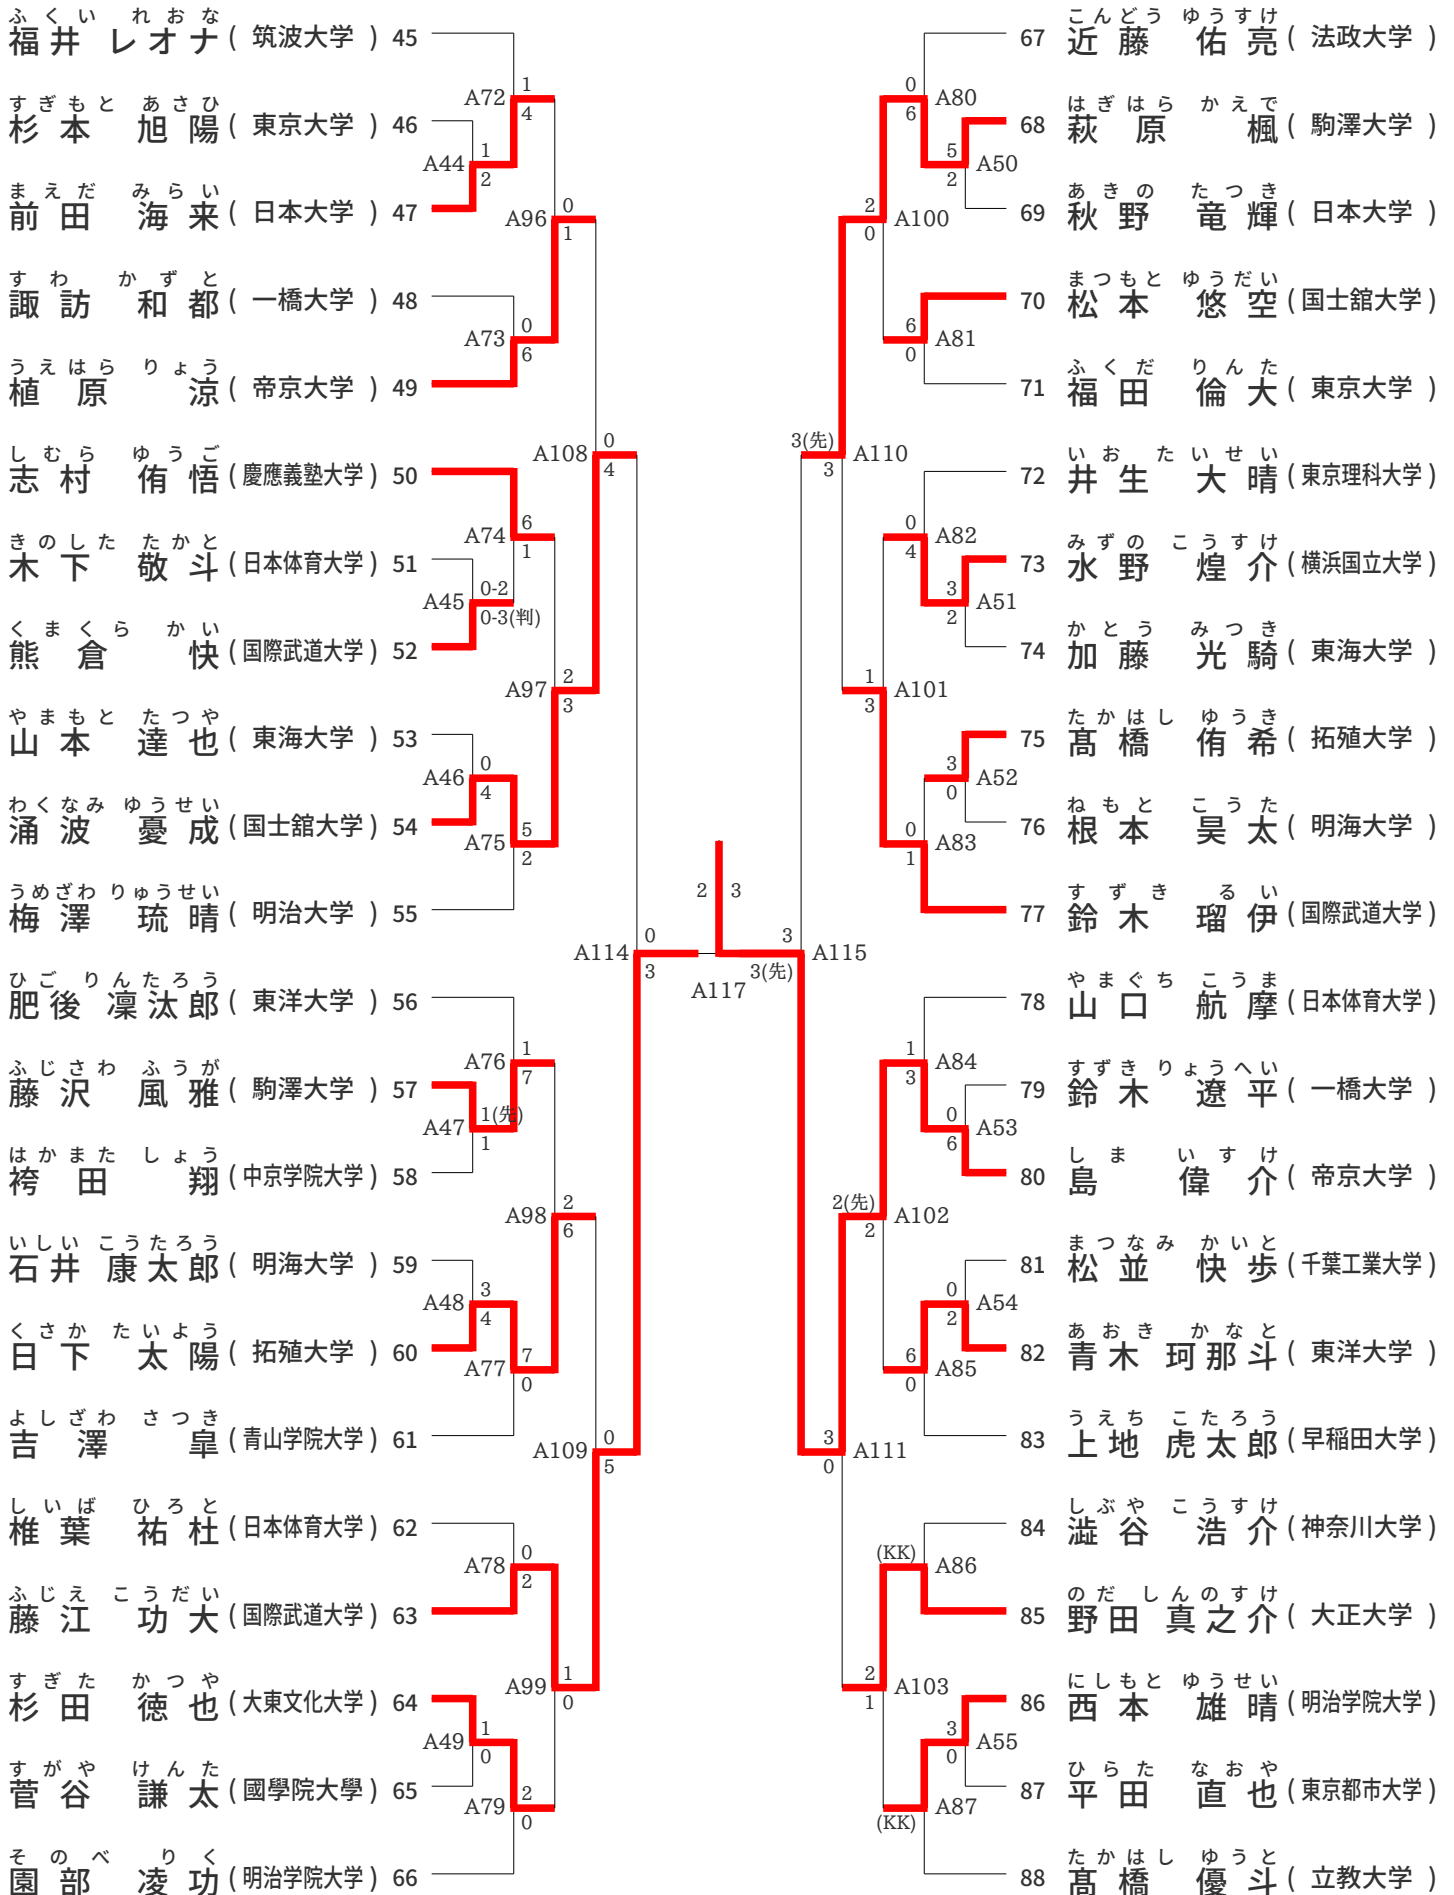 ふくい れおな
福井 レオナ ( 筑波大学 ) 45
すぎもと あさひ
杉本 旭陽 ( 東京大学 ) 46
まえだ みらい
前田 海来 ( 日本大学 ) 47
すわ かずと
諏訪 和都 ( 一橋大学 ) 48
うえはら りょう
植原 涼 ( 帝京大学 ) 49
しむら ゆうご
志村 侑悟 ( 慶應義塾大学 ) 50
きのした たかと
木下 敬斗 ( 日本体育大学 ) 51
くまくら かい
熊倉 快 ( 国際武道大学 ) 52
やまもと たつや
山本 達也 ( 東海大学 ) 53
わくなみ ゆうせい
涌波 憂成 ( 国士舘大学 ) 54
うめざわ りゅうせい
梅澤 琉晴 ( 明治大学 ) 55
ひご りんたろう
肥後 凜汰郎 ( 東洋大学 ) 56
ふじさわ ふうが
藤沢 風雅 ( 駒澤大学 ) 57
はかまた しょう
袴田 翔 ( 中京学院大学 ) 58
いしい こうたろう
石井 康太郎 ( 明海大学 ) 59
くさか たいよう
日下 太陽 ( 拓殖大学 ) 60
よしざわ さつき
吉澤 皐 ( 青山学院大学 ) 61
しいば ひろと
椎葉 祐杜 ( 日本体育大学 ) 62
ふじえ こうだい
藤江 功大 ( 国際武道大学 ) 63
すぎた かつや
杉田 徳也 ( 大東文化大学 ) 64
すがや けんた
菅谷 謙太 ( 國學院大學 ) 65
そのべ りく
園部 凌功 ( 明治学院大学 ) 66
A44
1
2
A45
0-2
0-3(判)
A46
0
4
A47
1(先)
1
A48
3
4
A49
1
0
A72
1
4
A73
0
6
A74
6
1
A75
5
2
A76
1
7
A77
7
0
A78
0
2
A79
2
0
A96
0
1
A97
2
3
A98
2
6
A99
1
0
A108
0
4
A109
0
5
A114
0
3
2
3
A117
3
3(先)
A115
3(先)
3
A110
3
0
A111
2
0
A100
1
3
A101
2(先)
2
A102
2
1
A103
0
6
A80
6
0
A81
0
4
A82
0
1
A83
1
3
A84
6
0
A85
(KK)
A86
(KK)
A87
5
2
A50
3
2
A51
3
0
A52
0
6
A53
0
2
A54
3
0
A55
こんどう ゆうすけ
67 近藤 佑亮 ( 法政大学 )
はぎはら かえで
68 萩原 楓 ( 駒澤大学 )
あきの たつき
69 秋野 竜輝 ( 日本大学 )
まつもと ゆうだい
70 松本 悠空 ( 国士舘大学 )
ふくだ りんた
71 福田 倫大 ( 東京大学 )
いお たいせい
72 井生 大晴 ( 東京理科大学 )
みずの こうすけ
73 水野 煌介 ( 横浜国立大学 )
かとう みつき
74 加藤 光騎 ( 東海大学 )
たかはし ゆうき
75 髙橋 侑希 ( 拓殖大学 )
ねもと こうた
76 根本 昊太 ( 明海大学 )
すずき るい
77 鈴木 瑠伊 ( 国際武道大学 )
やまぐち こうま
78 山口 航摩 ( 日本体育大学 )
すずき りょうへい
79 鈴木 遼平 ( 一橋大学 )
しま いすけ
80 島 偉介 ( 帝京大学 )
まつなみ かいと
81 松並 快歩 ( 千葉工業大学 )
あおき かなと
82 青木 珂那斗 ( 東洋大学 )
うえち こたろう
83 上地 虎太郎 ( 早稲田大学 )
しぶや こうすけ
84 澁谷 浩介 ( 神奈川大学 )
のだ しんのすけ
85 野田 真之介 ( 大正大学 )
にしもと ゆうせい
86 西本 雄晴 ( 明治学院大学 )
ひらた なおや
87 平田 直也 ( 東京都市大学 )
たかはし ゆうと
88 髙橋 優斗 ( 立教大学 )